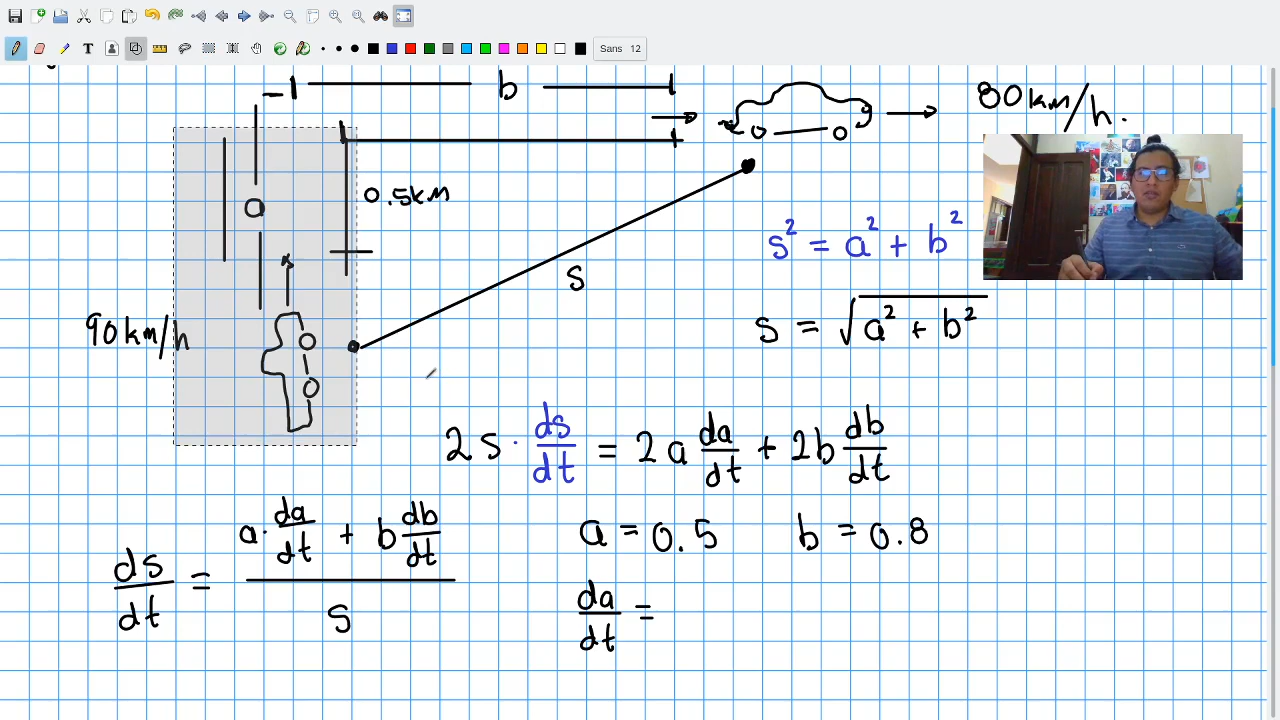 Sans 12
b
80km/h.
0.5km
a
s
s² = a² + b²
s = √(a² + b²)
90km/h
2s · ds/dt = 2a da/dt + 2b db/dt
ds/dt = (a · da/dt + b db/dt) / s
a = 0.5 b = 0.8
da/dt =